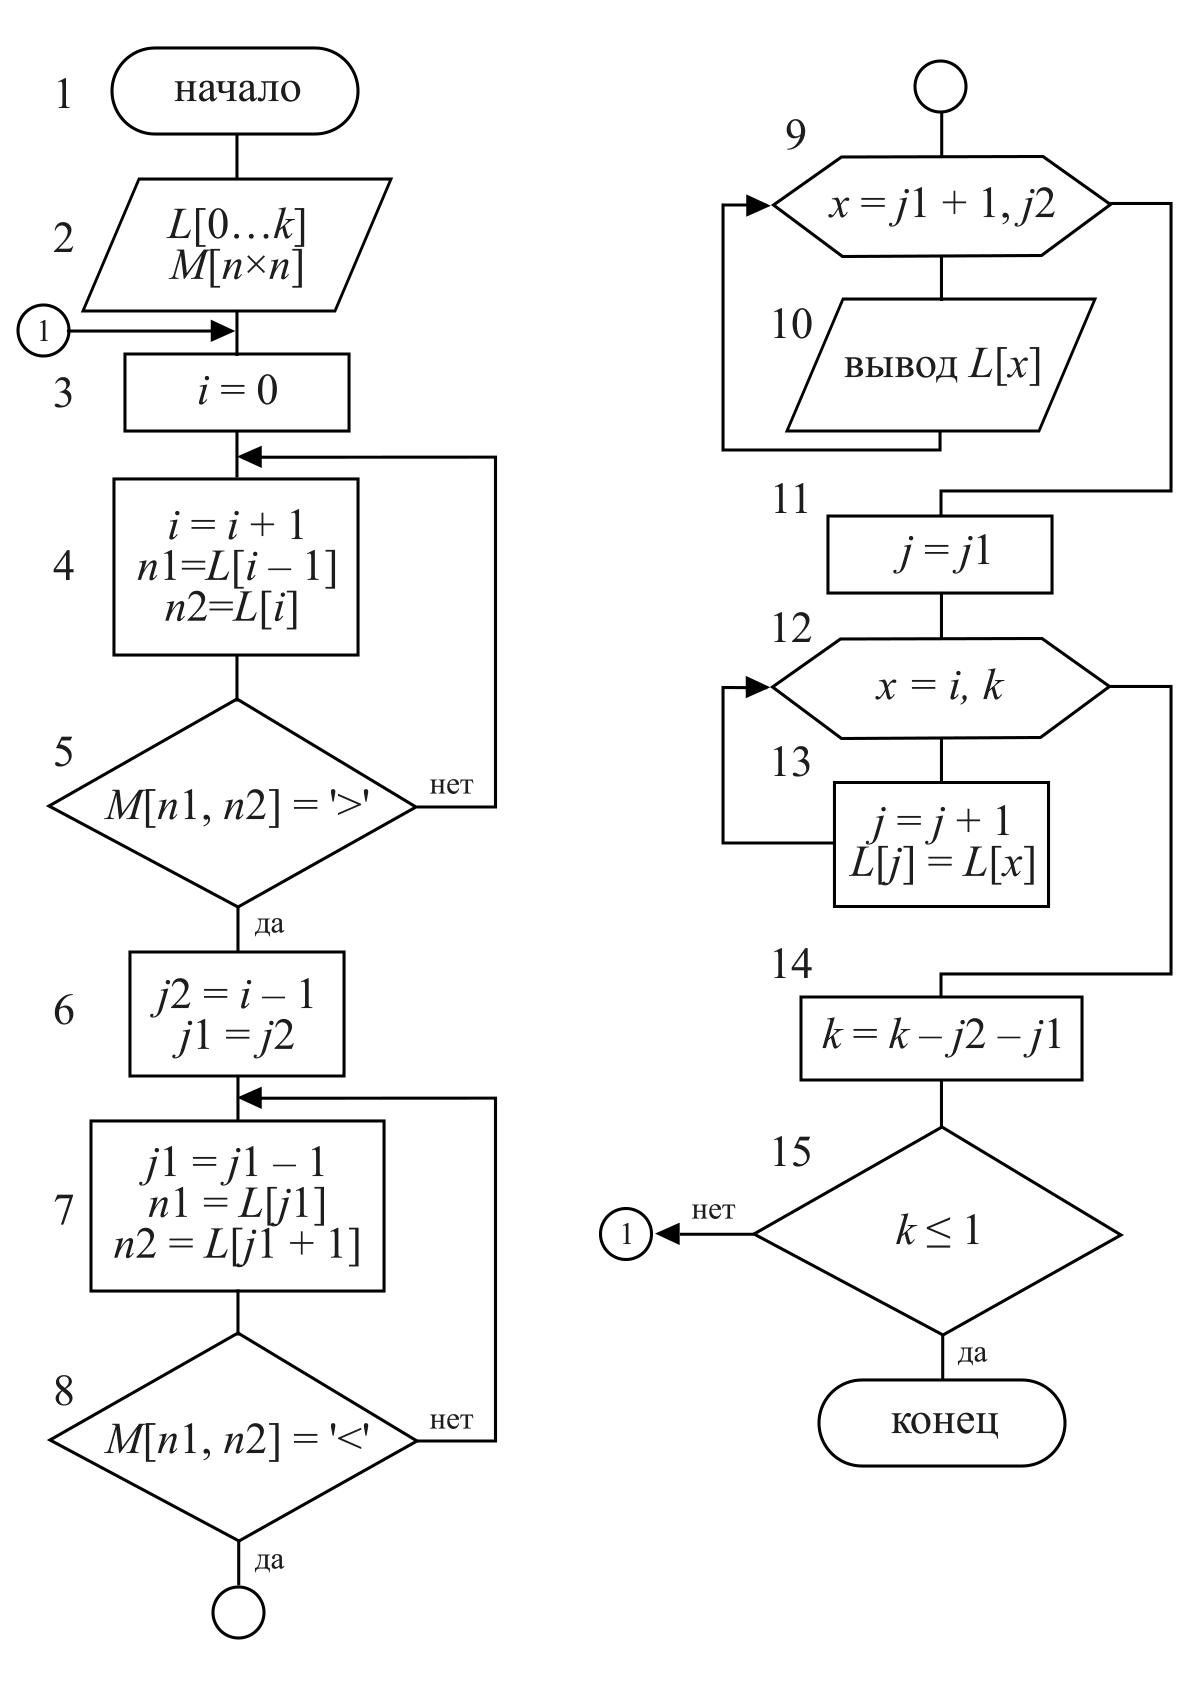 1
начало
2
L[0…k]
M[n×n]
1
3
i = 0
4
i = i + 1
n1=L[i – 1]
n2=L[i]
5
M[n1, n2] = '>'
нет
да
6
j2 = i – 1
j1 = j2
7
j1 = j1 – 1
n1 = L[j1]
n2 = L[j1 + 1]
8
M[n1, n2] = '<'
нет
да
9
x = j1 + 1, j2
10
вывод L[x]
11
j = j1
12
x = i, k
13
j = j + 1
L[j] = L[x]
14
k = k – j2 – j1
15
k ≤ 1
нет
1
да
конец